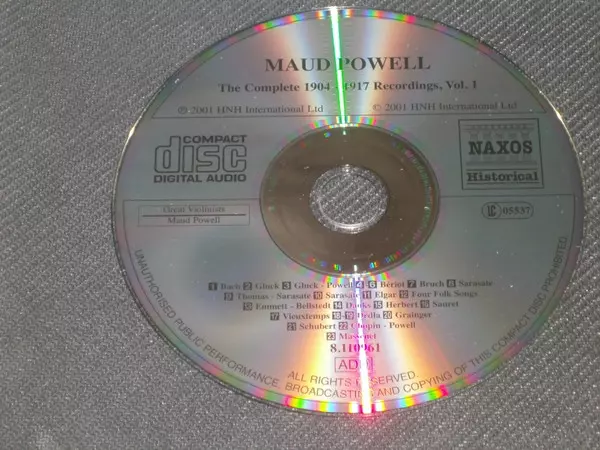 MAUD POWELL
The Complete 1904 - 1917 Recordings, Vol. 1
℗ 2001 HNH International Ltd © 2001 HNH International Ltd
COMPACT
disc
DIGITAL AUDIO
NAXOS
Historical
Great Violinists
Maud Powell
LC 05537
1 Bach 2 Gluck 3 Gluck - Powell 4 - 6 Bériot 7 Bruch 8 Sarasate
9 Thomas - Sarasate 10 Sarasate 11 Elgar 12 Four Folk Songs
13 Emmett - Bellstedt 14 Danks 15 Herbert 16 Sauret
17 Vieuxtemps 18 - 19 Drdla 20 Grainger
21 Schubert 22 Chopin - Powell
23 Massenet
8.110961
ADD
ALL RIGHTS RESERVED.
UNAUTHORISED PUBLIC PERFORMANCE, BROADCASTING AND COPYING OF THIS COMPACT DISC PROHIBITED